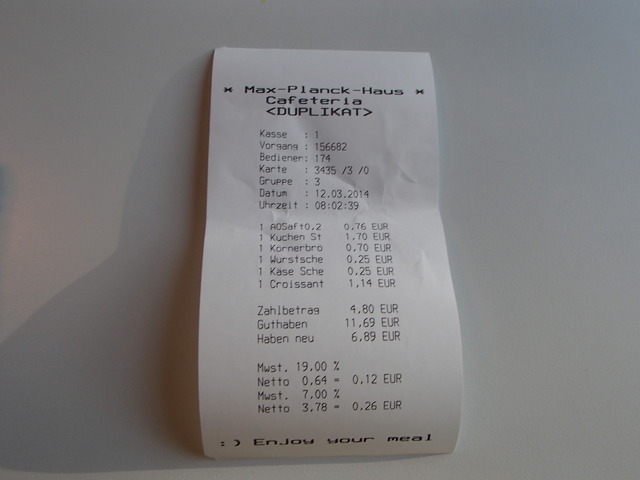 * Max-Planck-Haus *
Cafeteria
<DUPLIKAT>
Kasse : 1
Vorgang : 156682
Bediener: 174
Karte : 3435 /3 /0
Gruppe : 3
Datum : 12.03.2014
Uhrzeit : 08:02:39
1 AOSaft0,2 0,76 EUR
1 Kuchen St 1,70 EUR
1 Körnerbrö 0,70 EUR
1 Wurstsche 0,25 EUR
1 Käse Sche 0,25 EUR
1 Croissant 1,14 EUR
Zahlbetrag 4,80 EUR
Guthaben 11,69 EUR
Haben neu 6,89 EUR
Mwst. 19,00 %
Netto 0,64 = 0,12 EUR
Mwst. 7,00 %
Netto 3,78 = 0,26 EUR
:) Enjoy your meal